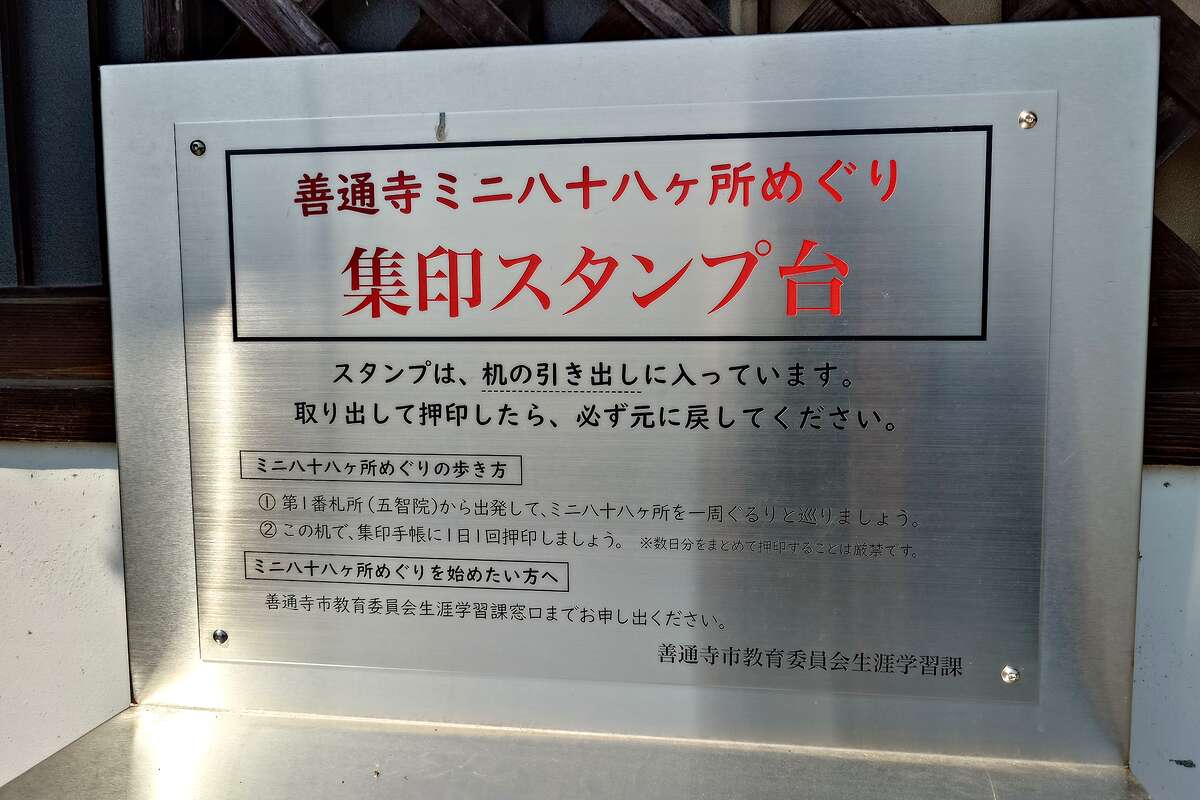 善通寺ミニ八十八ヶ所めぐり
集印スタンプ台
スタンプは、机の引き出しに入っています。
取り出して押印したら、必ず元に戻してください。
ミニ八十八ヶ所めぐりの歩き方
① 第1番札所(五智院)から出発して、ミニ八十八ヶ所を一周ぐるりと巡りましょう。
② この机で、集印手帳に1日1回押印しましょう。 ※数日分をまとめて押印することは厳禁です。
ミニ八十八ヶ所めぐりを始めたい方へ
善通寺市教育委員会生涯学習課窓口までお申し出ください。
善通寺市教育委員会生涯学習課